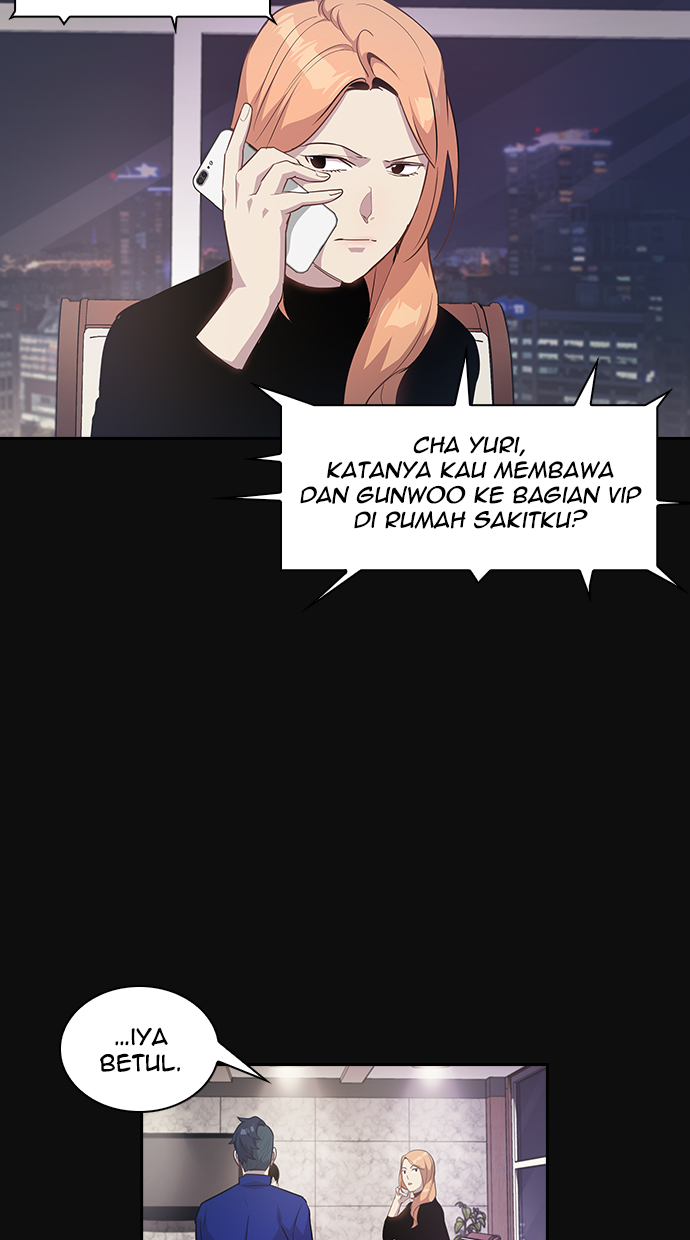 CHA YURI,
KATANYA KAU MEMBAWA
DAN GUNWOO KE BAGIAN VIP
DI RUMAH SAKITKU?
...IYA
BETUL.